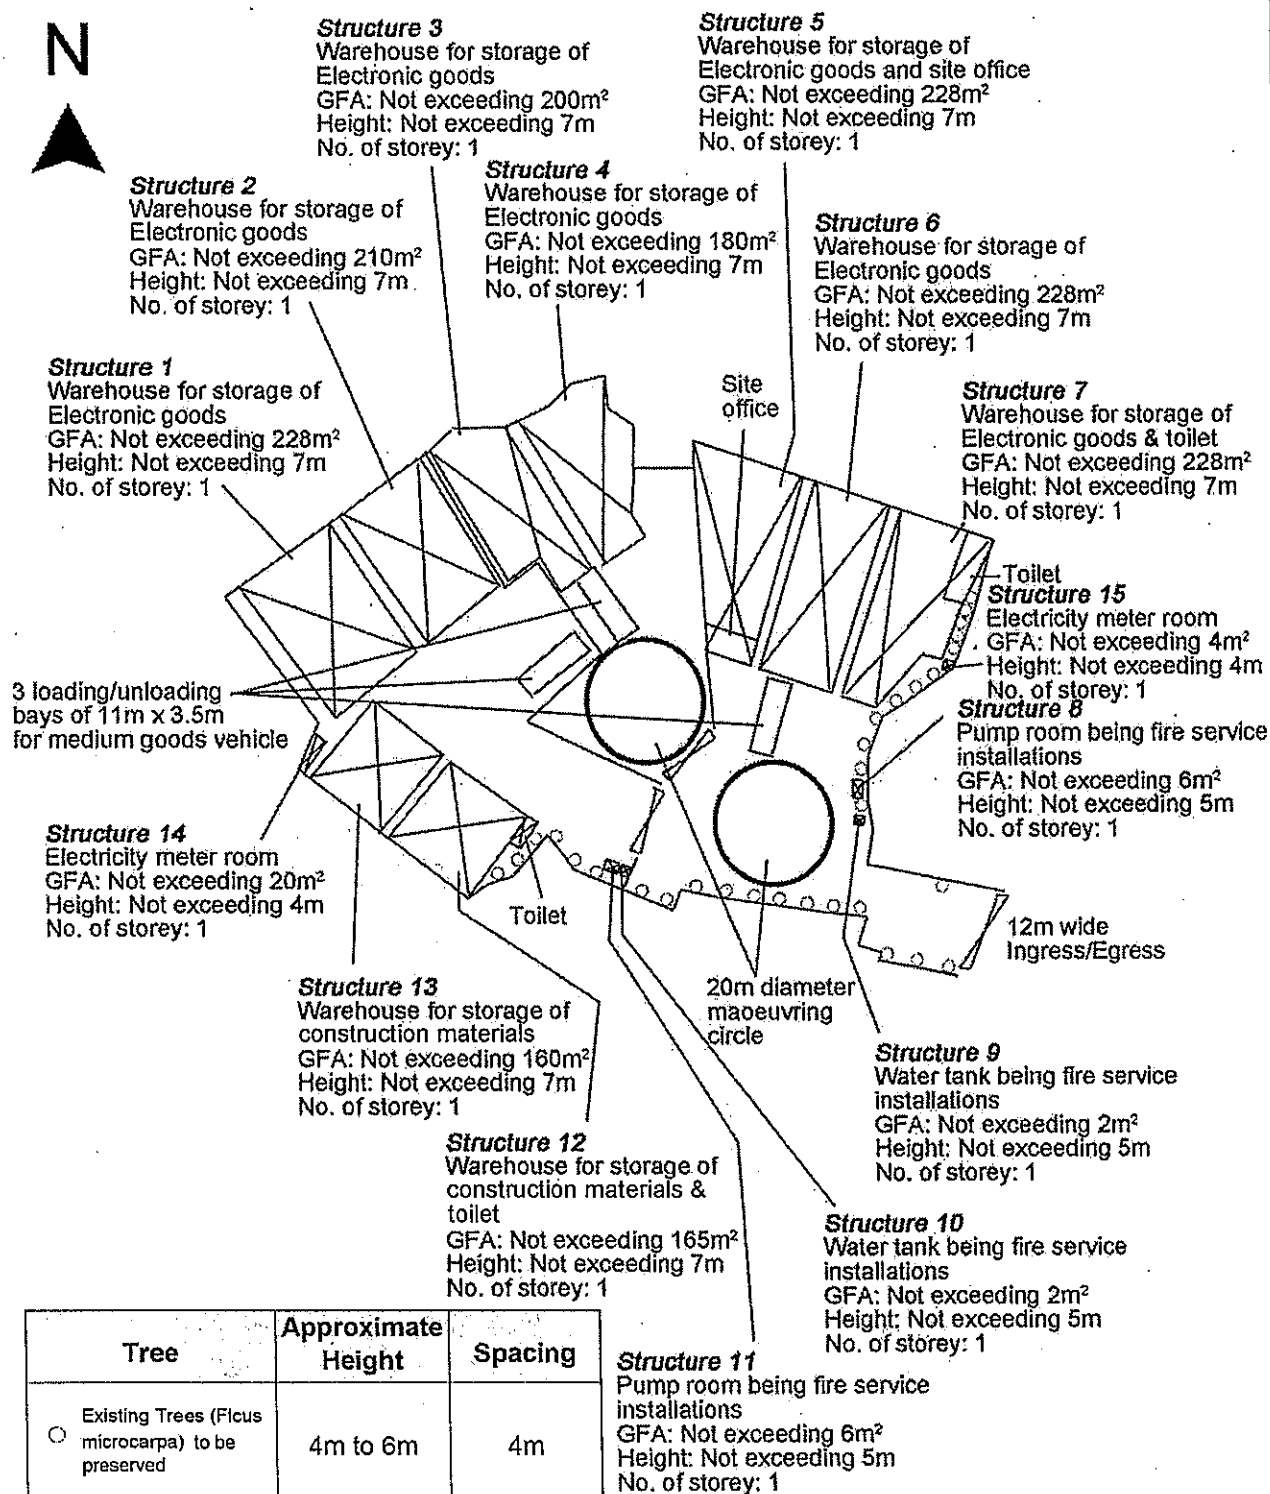 N
Structure 3
Warehouse for storage of
Electronic goods
GFA: Not exceeding 200m²
Height: Not exceeding 7m
No. of storey: 1
Structure 5
Warehouse for storage of
Electronic goods and site office
GFA: Not exceeding 228m²
Height: Not exceeding 7m
No. of storey: 1
Structure 2
Warehouse for storage of
Electronic goods
GFA: Not exceeding 210m²
Height: Not exceeding 7m
No. of storey: 1
Structure 4
Warehouse for storage of
Electronic goods
GFA: Not exceeding 180m²
Height: Not exceeding 7m
No. of storey: 1
Structure 6
Warehouse for storage of
Electronic goods
GFA: Not exceeding 228m²
Height: Not exceeding 7m
No. of storey: 1
Structure 1
Warehouse for storage of
Electronic goods
GFA: Not exceeding 228m²
Height: Not exceeding 7m
No. of storey: 1
Site
office
Structure 7
Warehouse for storage of
Electronic goods & toilet
GFA: Not exceeding 228m²
Height: Not exceeding 7m
No. of storey: 1
Toilet
Structure 15
Electricity meter room
GFA: Not exceeding 4m²
Height: Not exceeding 4m
No. of storey: 1
3 loading/unloading
bays of 11m x 3.5m
for medium goods vehicle
Structure 8
Pump room being fire service
installations
GFA: Not exceeding 6m²
Height: Not exceeding 5m
No. of storey: 1
Structure 14
Electricity meter room
GFA: Not exceeding 20m²
Height: Not exceeding 4m
No. of storey: 1
Toilet
12m wide
Ingress/Egress
Structure 13
Warehouse for storage of
construction materials
GFA: Not exceeding 160m²
Height: Not exceeding 7m
No. of storey: 1
20m diameter
maoeuvring
circle
Structure 9
Water tank being fire service
installations
GFA: Not exceeding 2m²
Height: Not exceeding 5m
No. of storey: 1
Structure 12
Warehouse for storage of
construction materials &
toilet
GFA: Not exceeding 165m²
Height: Not exceeding 7m
No. of storey: 1
Structure 10
Water tank being fire service
installations
GFA: Not exceeding 2m²
Height: Not exceeding 5m
No. of storey: 1
Structure 11
Pump room being fire service
installations
GFA: Not exceeding 6m²
Height: Not exceeding 5m
No. of storey: 1
Tree
Approximate
Height
Spacing
Existing Trees (Ficus
microcarpa) to be
preserved
4m to 6m
4m